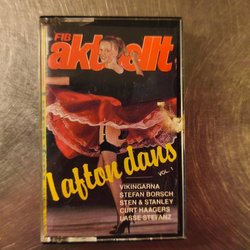 FIB
aktuellt
I afton dans
VOL. 1
VIKINGARNA
STEFAN BORSCH
STEN & STANLEY
CURT HAAGERS
LASSE STEFANZ